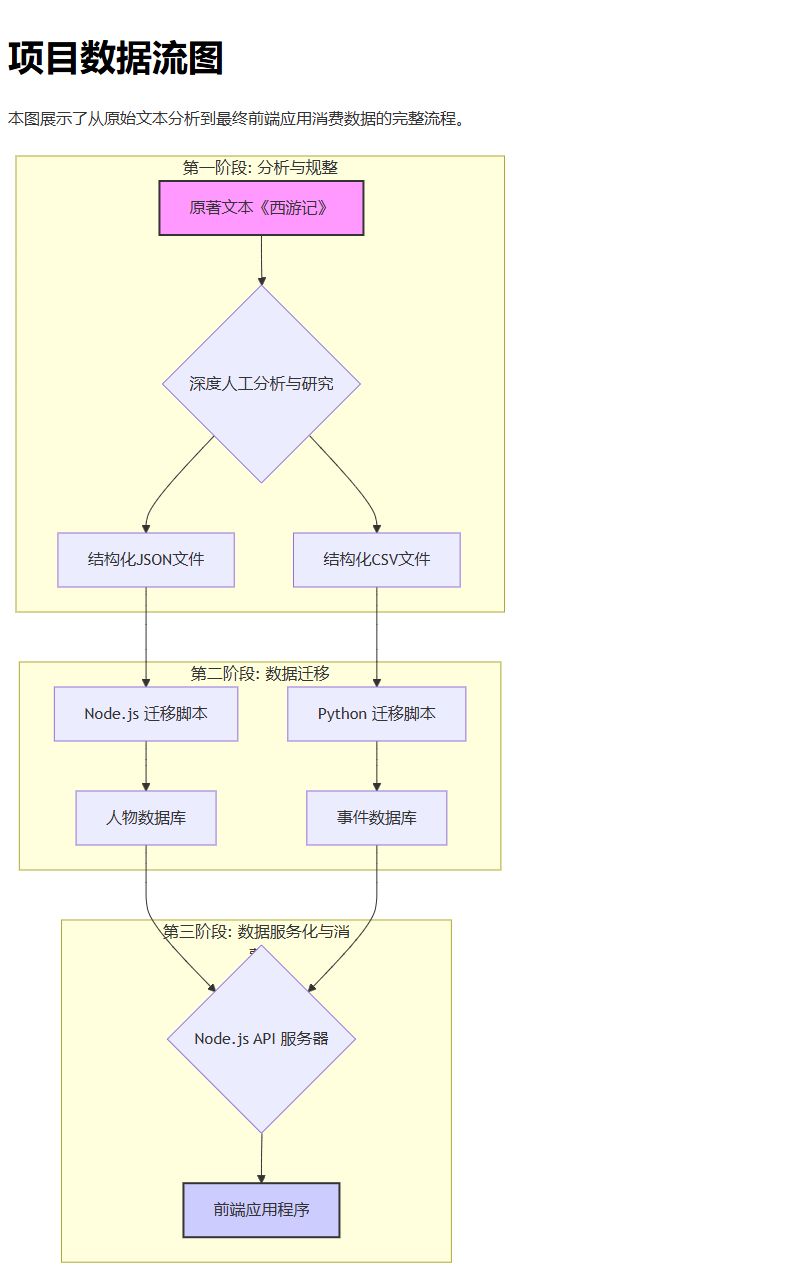 项目数据流图
本图展示了从原始文本分析到最终前端应用消费数据的完整流程。
第一阶段: 分析与规整
原著文本《西游记》
深度人工分析与研究
结构化JSON文件
结构化CSV文件
第二阶段: 数据迁移
Node.js 迁移脚本
Python 迁移脚本
人物数据库
事件数据库
第三阶段: 数据服务化与消
Node.js API 服务器
前端应用程序